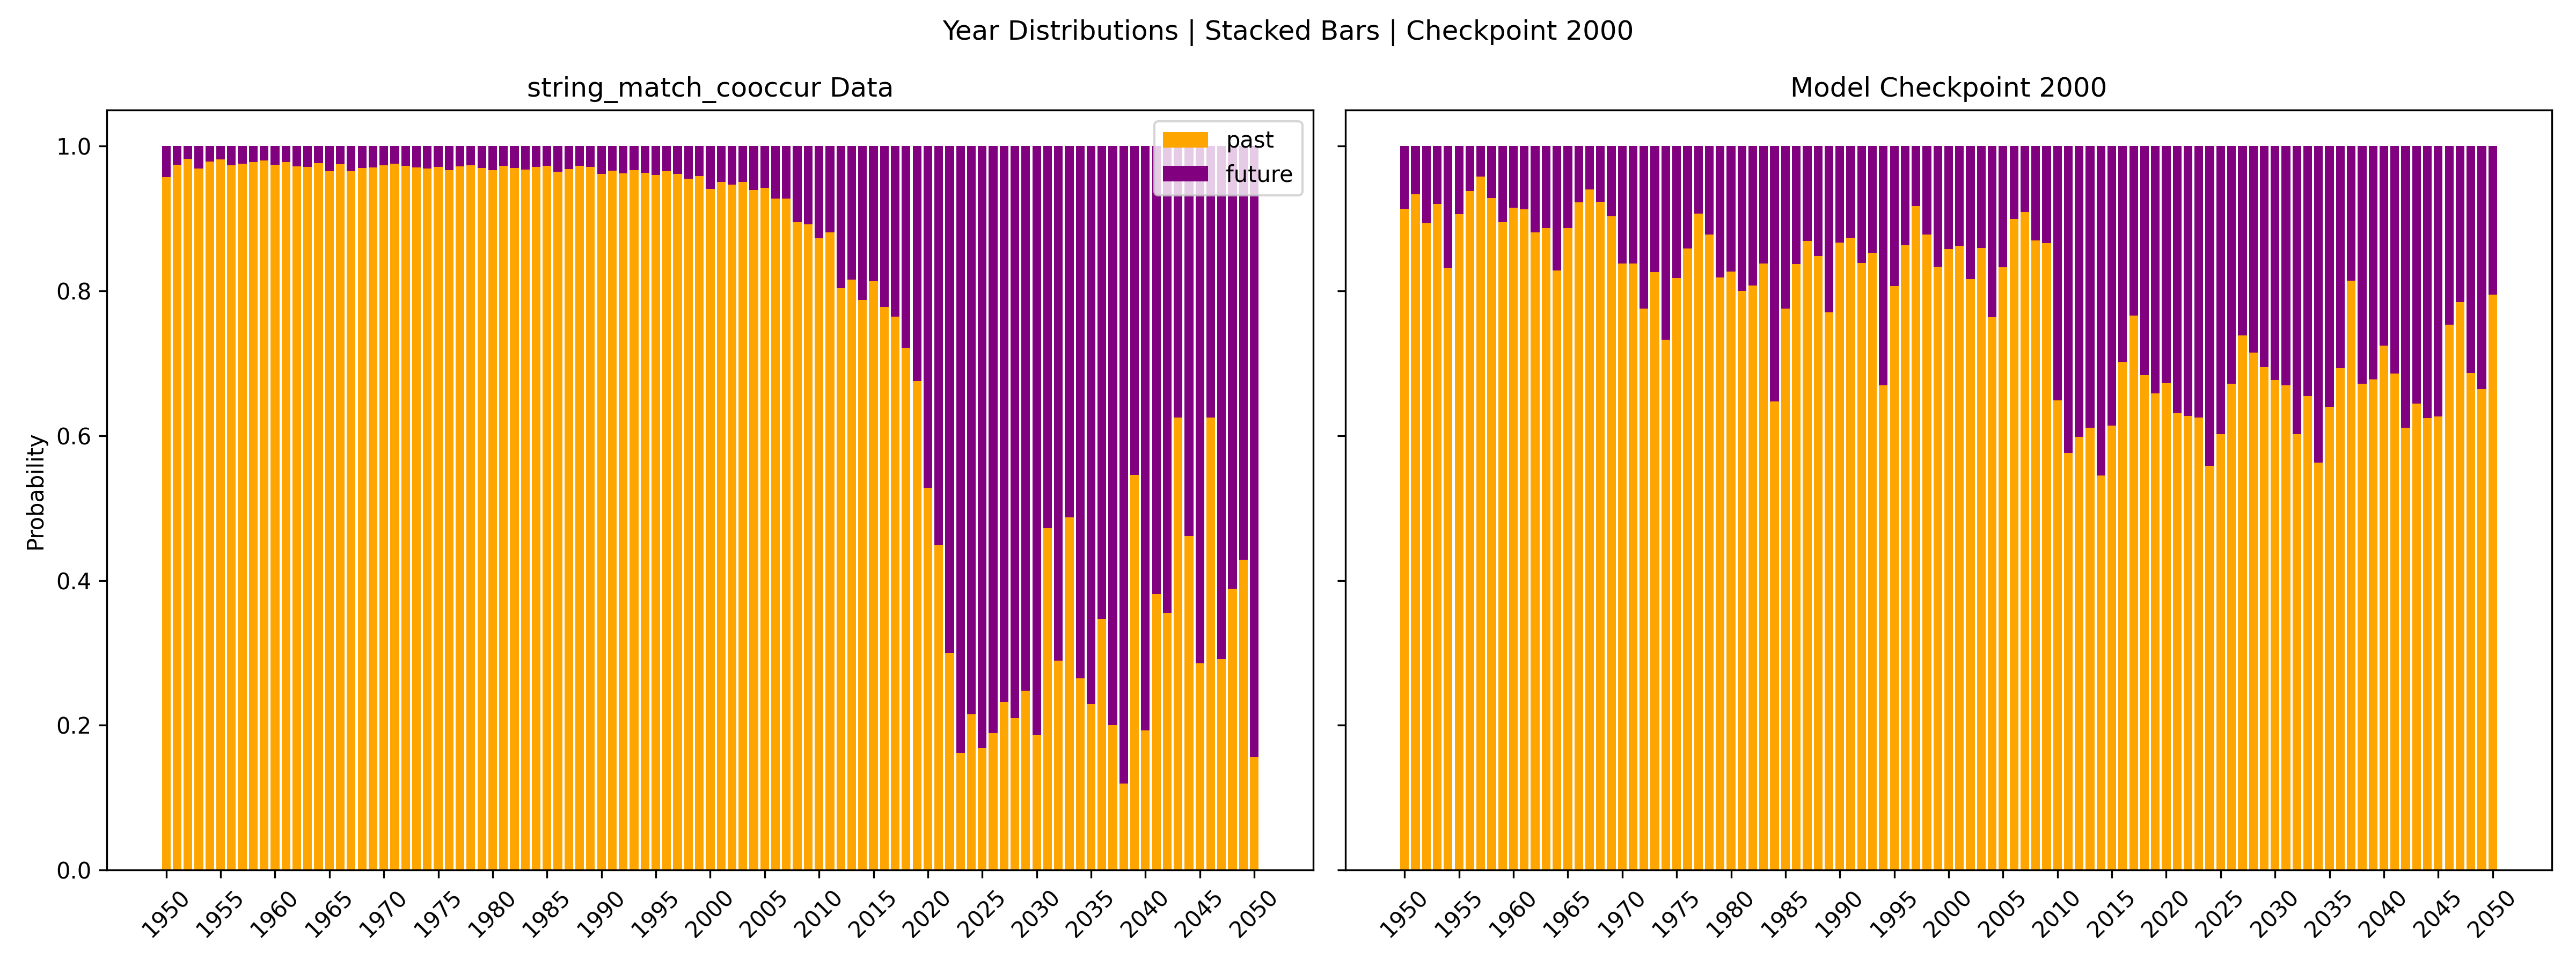 Year Distributions | Stacked Bars | Checkpoint 2000
string_match_cooccur Data
Model Checkpoint 2000
past
future
Probability
1.0
0.8
0.6
0.4
0.2
0.0
1950 1955 1960 1965 1970 1975 1980 1985 1990 1995 2000 2005 2010 2015 2020 2025 2030 2035 2040 2045 2050
1950 1955 1960 1965 1970 1975 1980 1985 1990 1995 2000 2005 2010 2015 2020 2025 2030 2035 2040 2045 2050